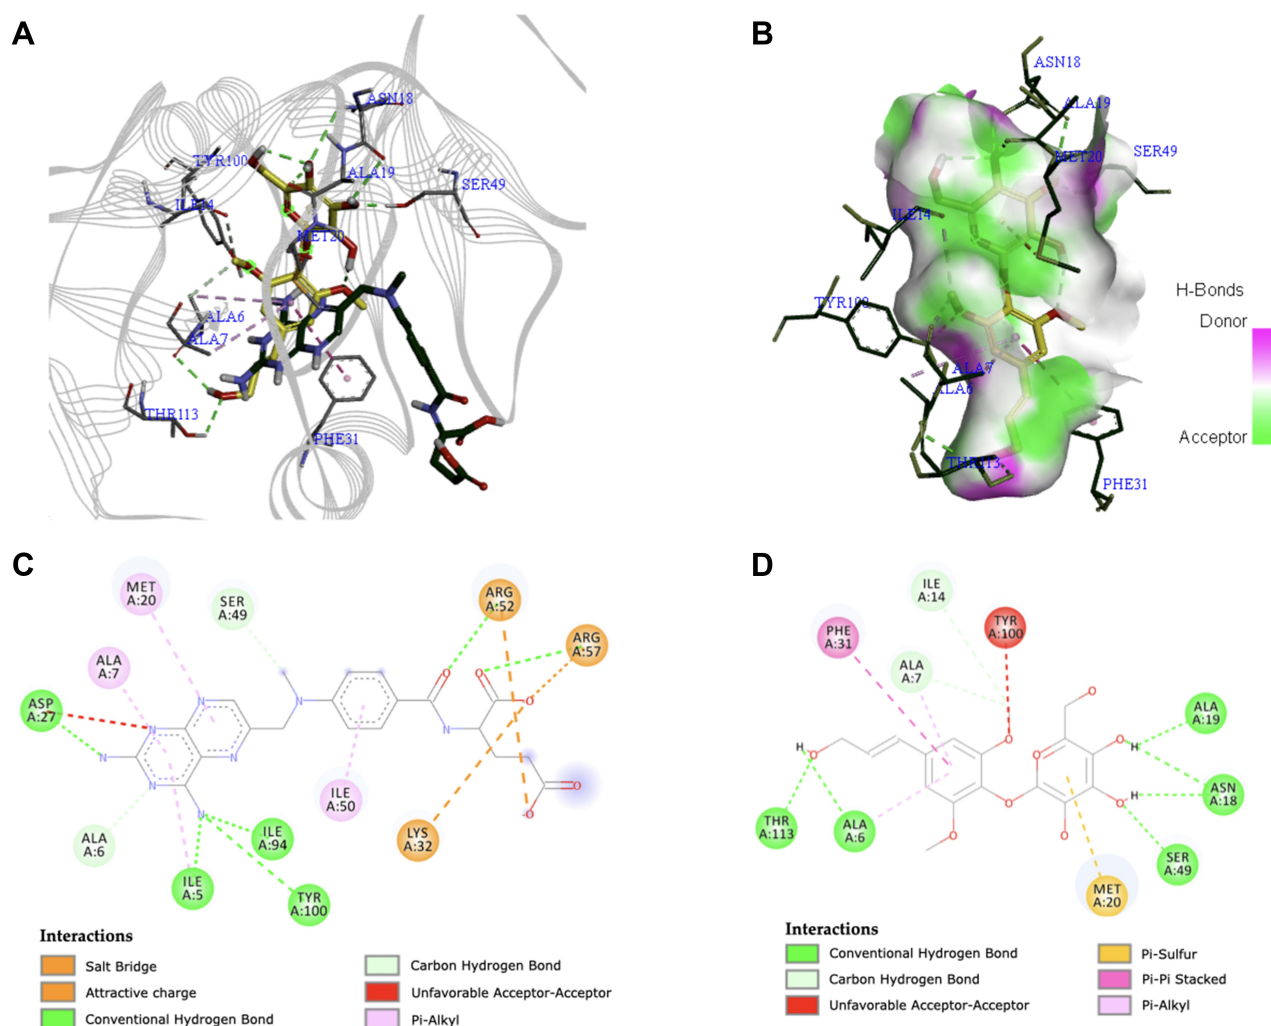 A
ASN18
TYR100
ALA19
SER49
ILE14
MET20
ALA6
ALA7
THR113
PHE31
B
ASN18
ALA19
MET20
SER49
ILE14
TYR100
ALA7
ALA6
THR113
PHE31
H-Bonds
Donor
Acceptor
C
MET
A:20
SER
A:49
ARG
A:52
ARG
A:57
ALA
A:7
ASP
A:27
N
N
N
N
N
N
N
N
N
O
O
O
O
-O
ILE
A:50
LYS
A:32
ALA
A:6
ILE
A:94
ILE
A:5
TYR
A:100
Interactions
Salt Bridge
Attractive charge
Conventional Hydrogen Bond
Carbon Hydrogen Bond
Unfavorable Acceptor-Acceptor
Pi-Alkyl
D
ILE
A:14
PHE
A:31
TYR
A:100
ALA
A:7
ALA
A:19
H
O
O
O
O
O
O
H
O
O
H
O
ASN
A:18
THR
A:113
ALA
A:6
SER
A:49
MET
A:20
Interactions
Conventional Hydrogen Bond
Carbon Hydrogen Bond
Unfavorable Acceptor-Acceptor
Pi-Sulfur
Pi-Pi Stacked
Pi-Alkyl